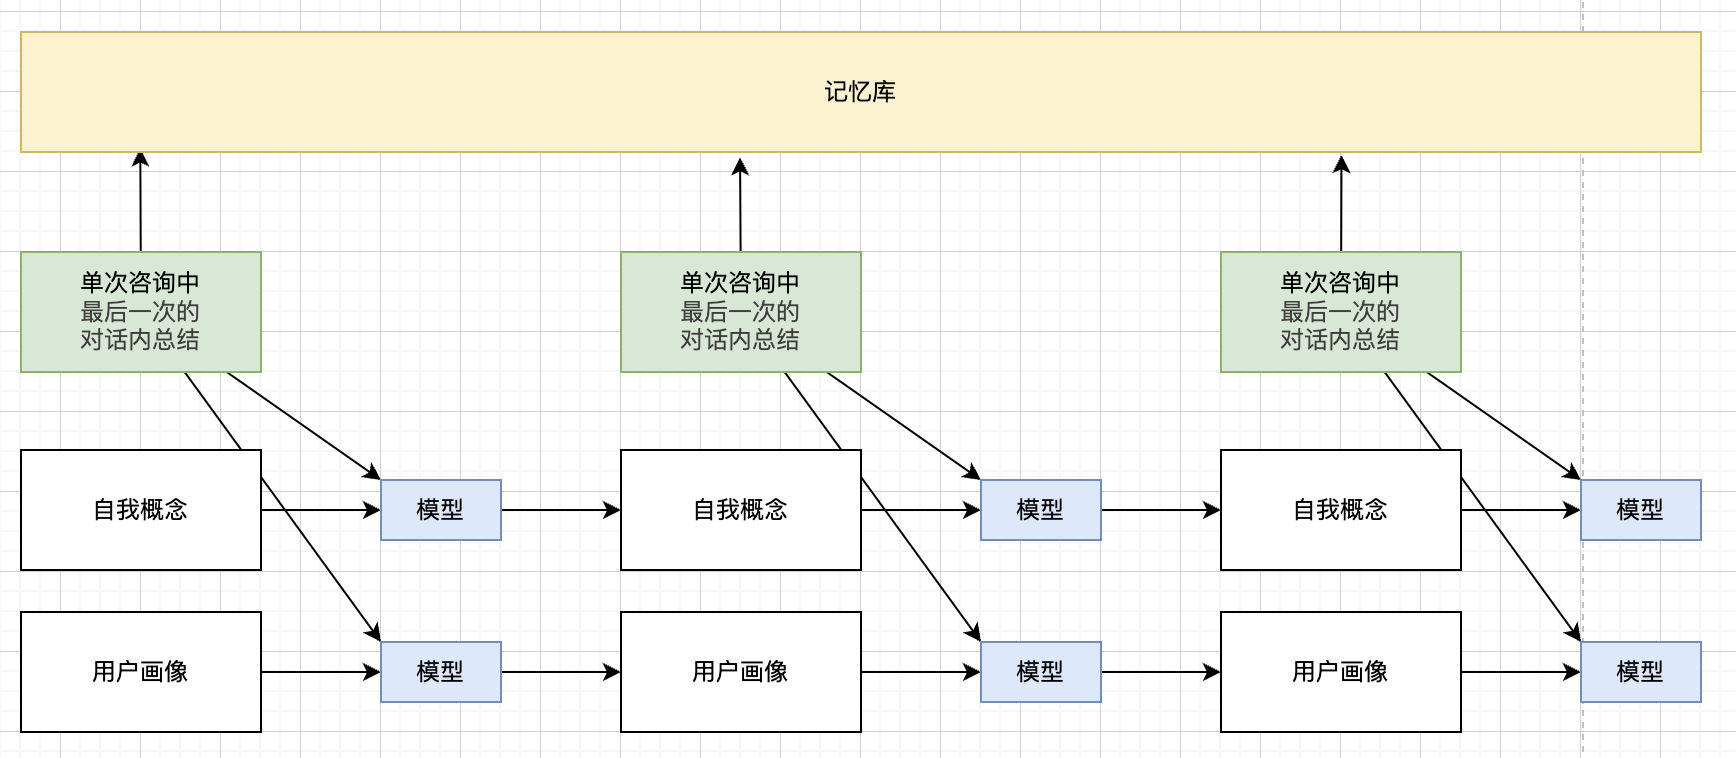 记忆库
单次咨询中
最后一次的
对话内总结
单次咨询中
最后一次的
对话内总结
单次咨询中
最后一次的
对话内总结
自我概念
模型
自我概念
模型
自我概念
模型
用户画像
模型
用户画像
模型
用户画像
模型